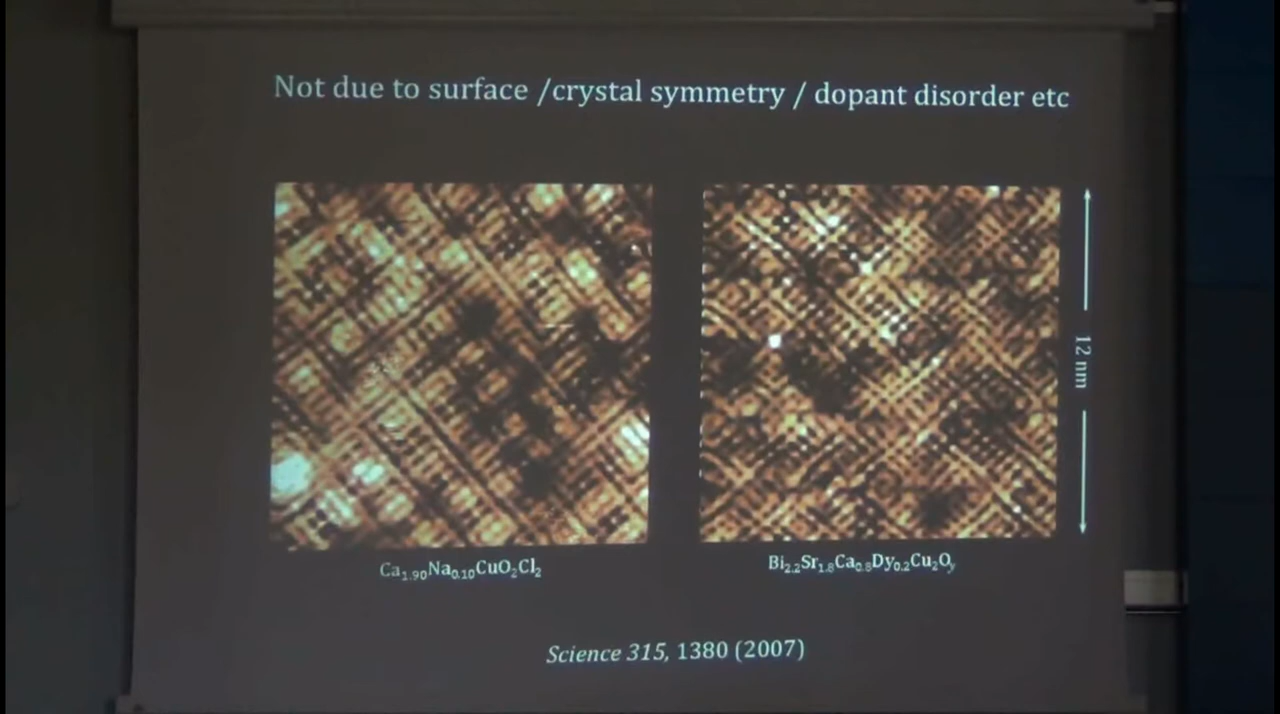 Not due to surface /crystal symmetry / dopant disorder etc
12 nm
Ca₁.₉₀Na₀.₁₀CuO₂Cl₂
Bi₂.₂Sr₁.₈Ca₀.₈Dy₀.₂Cu₂Oy
Science 315, 1380 (2007)